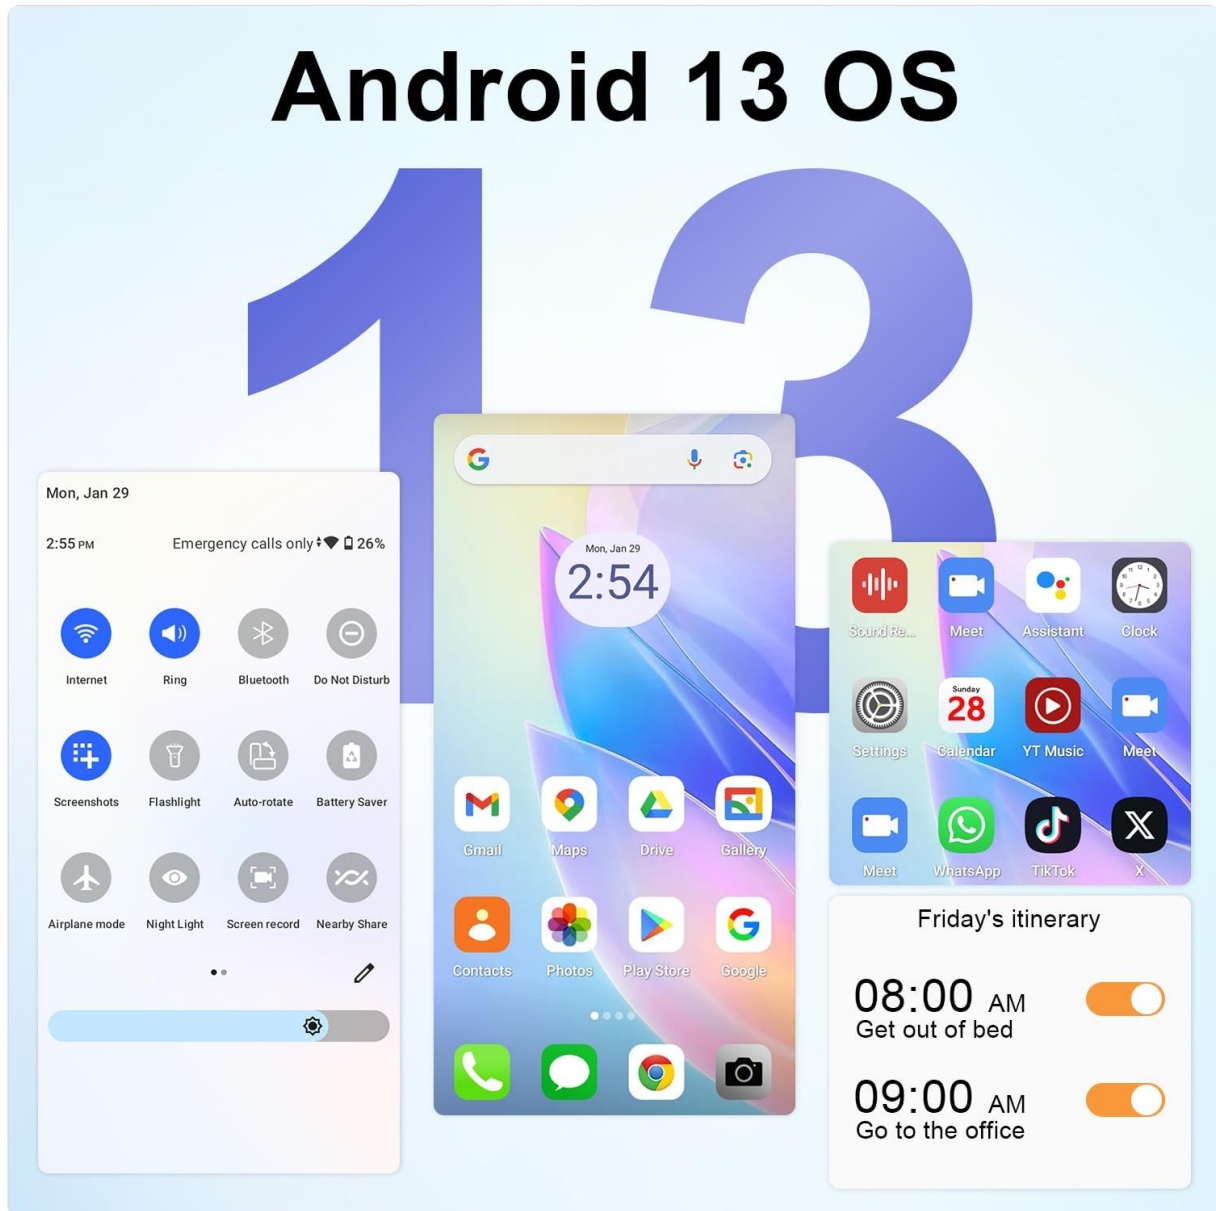 Android 13 OS
13
Mon, Jan 29
2:55 PM Emergency calls only 26%
Internet Ring Bluetooth Do Not Disturb
Screenshots Flashlight Auto-rotate Battery Saver
Airplane mode Night Light Screen record Nearby Share
Mon, Jan 29
2:54
Gmail Maps Drive Gallery
Contacts Photos Play Store Google
Sound Re... Meet Assistant Clock
Sunday
28
Settings Calendar YT Music Meet
Meet WhatsApp TikTok X
Friday's itinerary
08:00 AM
Get out of bed
09:00 AM
Go to the office